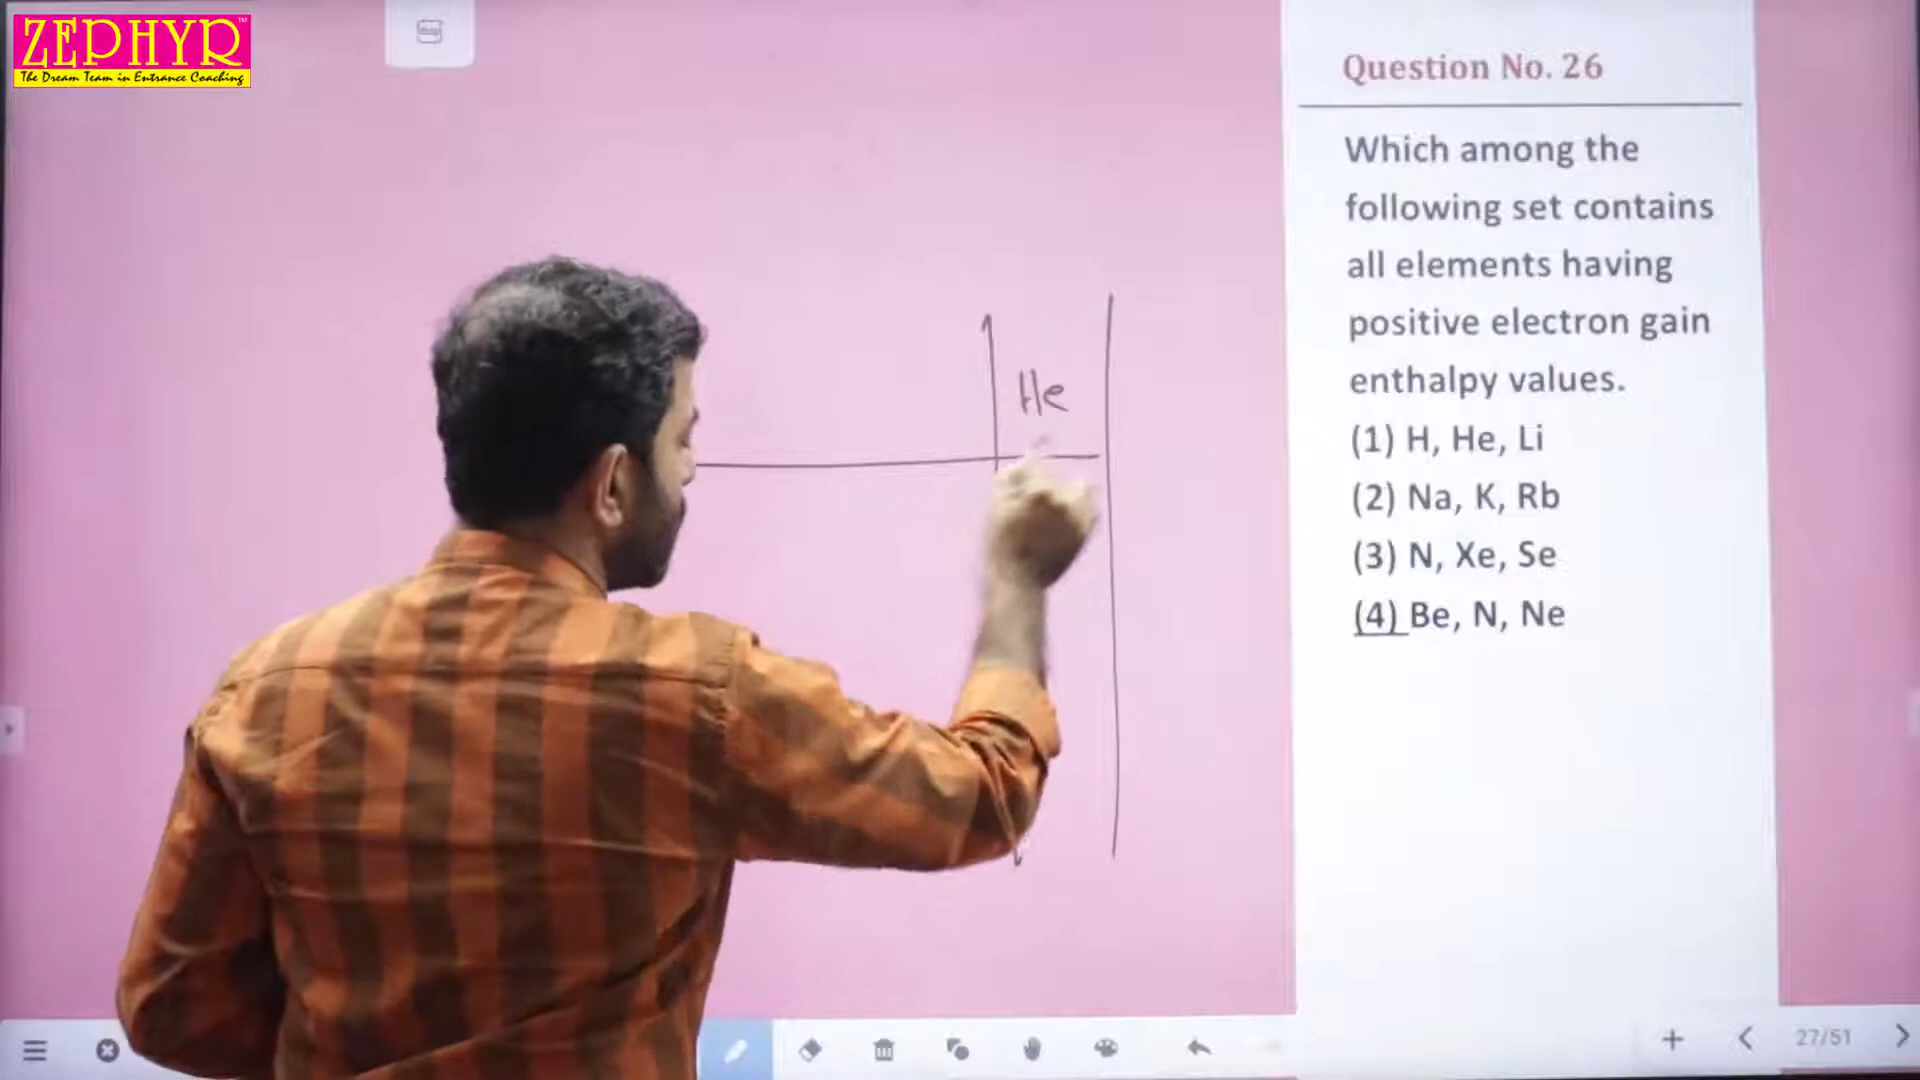 ZEPHYR™
The Dream Team in Entrance Coaching
Question No. 26
Which among the
following set contains
all elements having
positive electron gain
enthalpy values.
(1) H, He, Li
(2) Na, K, Rb
(3) N, Xe, Se
(4) Be, N, Ne
He
27/51